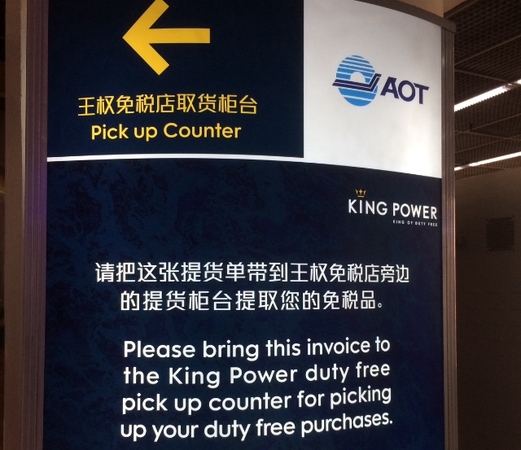 王权免税店取货柜台
Pick up Counter
AOT
KING POWER
KING OF DUTY FREE
请把这张提货单带到王权免税店旁边
的提货柜台提取您的免税品。
Please bring this invoice to
the King Power duty free
pick up counter for picking
up your duty free purchases.